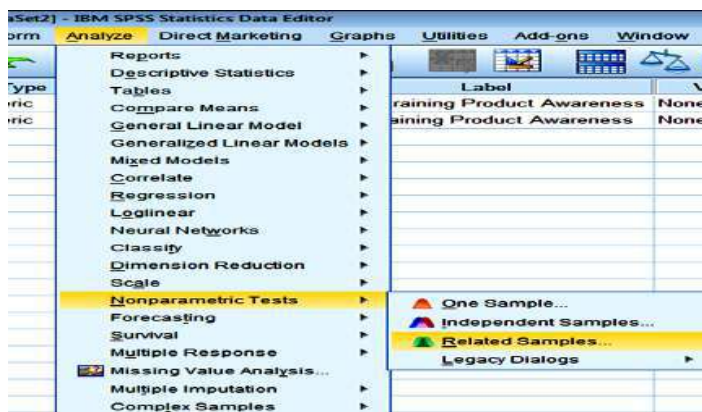 aSet2] - IBM SPSS Statistics Data Editor
orm Analyze Direct Marketing Graphs Utilities Add-ons Window
Type Label V
ric raining Product Awareness None
ric aining Product Awareness None
Reports
Descriptive Statistics
Tables
Compare Means
General Linear Model
Generalized Linear Models
Mixed Models
Correlate
Regression
Loglinear
Neural Networks
Classify
Dimension Reduction
Scale
Nonparametric Tests
Forecasting
Survival
Multiple Response
Missing Value Analysis...
Multiple Imputation
Complex Samples
One Sample...
Independent Samples...
Related Samples...
Legacy Dialogs